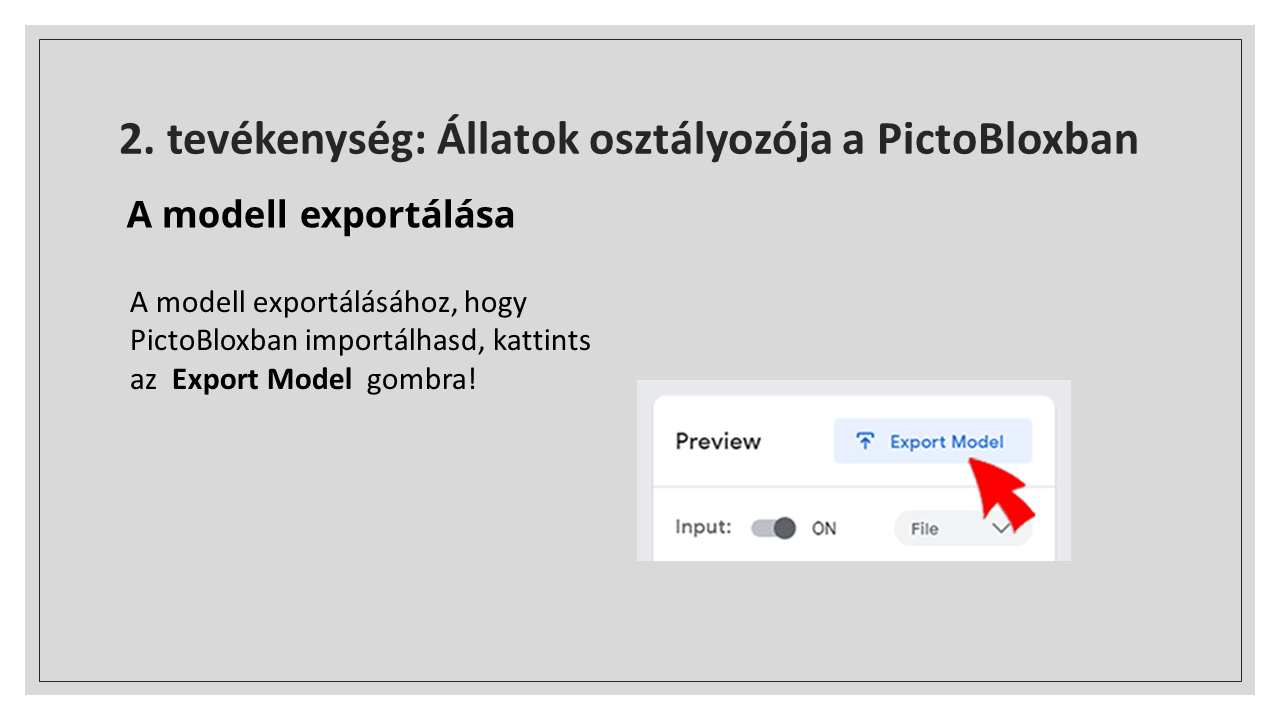 2. tevékenység: Állatok osztályozója a PictoBloxban
A modell exportálása
A modell exportálásához, hogy
PictoBloxban importálhasd, kattints
az Export Model gombra!
Preview
Export Model
Input:
ON
File